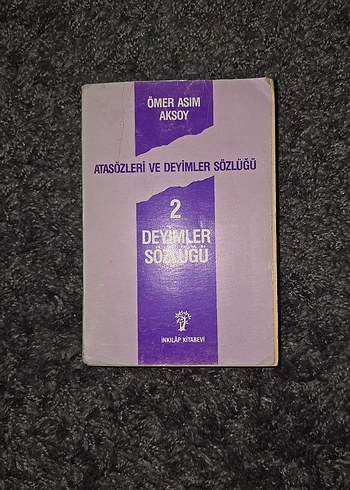 ÖMER ASIM
AKSOY
ATASÖZLERİ VE DEYİMLER SÖZLÜĞÜ
2
DEYİMLER
SÖZLÜĞÜ
İNKILÂP KİTABEVİ